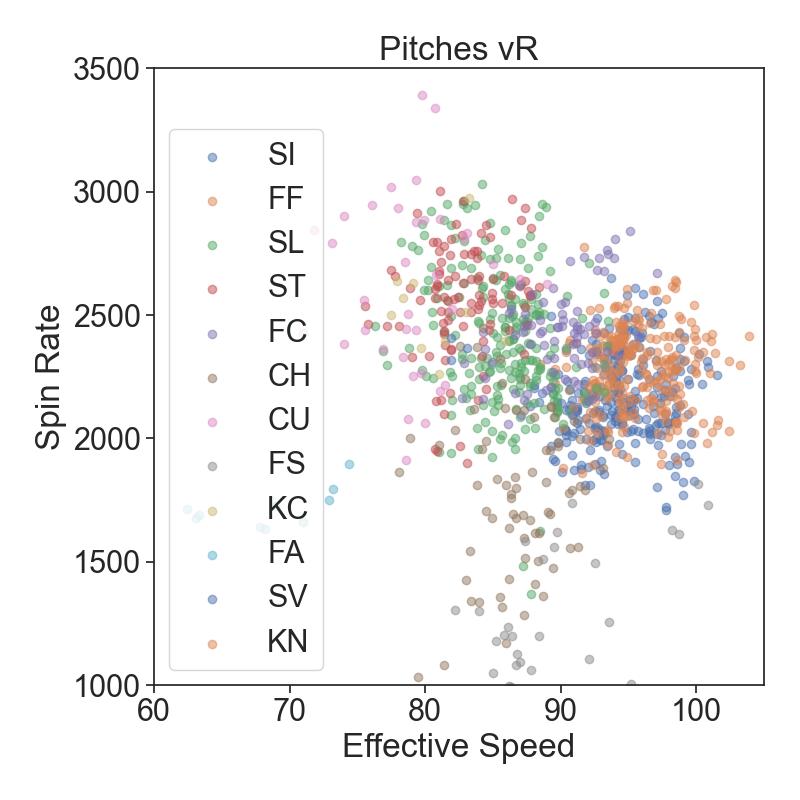 Pitches vR
3500
3000
2500
2000
1500
1000
Spin Rate
SI
FF
SL
ST
FC
CH
CU
FS
KC
FA
SV
KN
60 70 80 90 100
Effective Speed